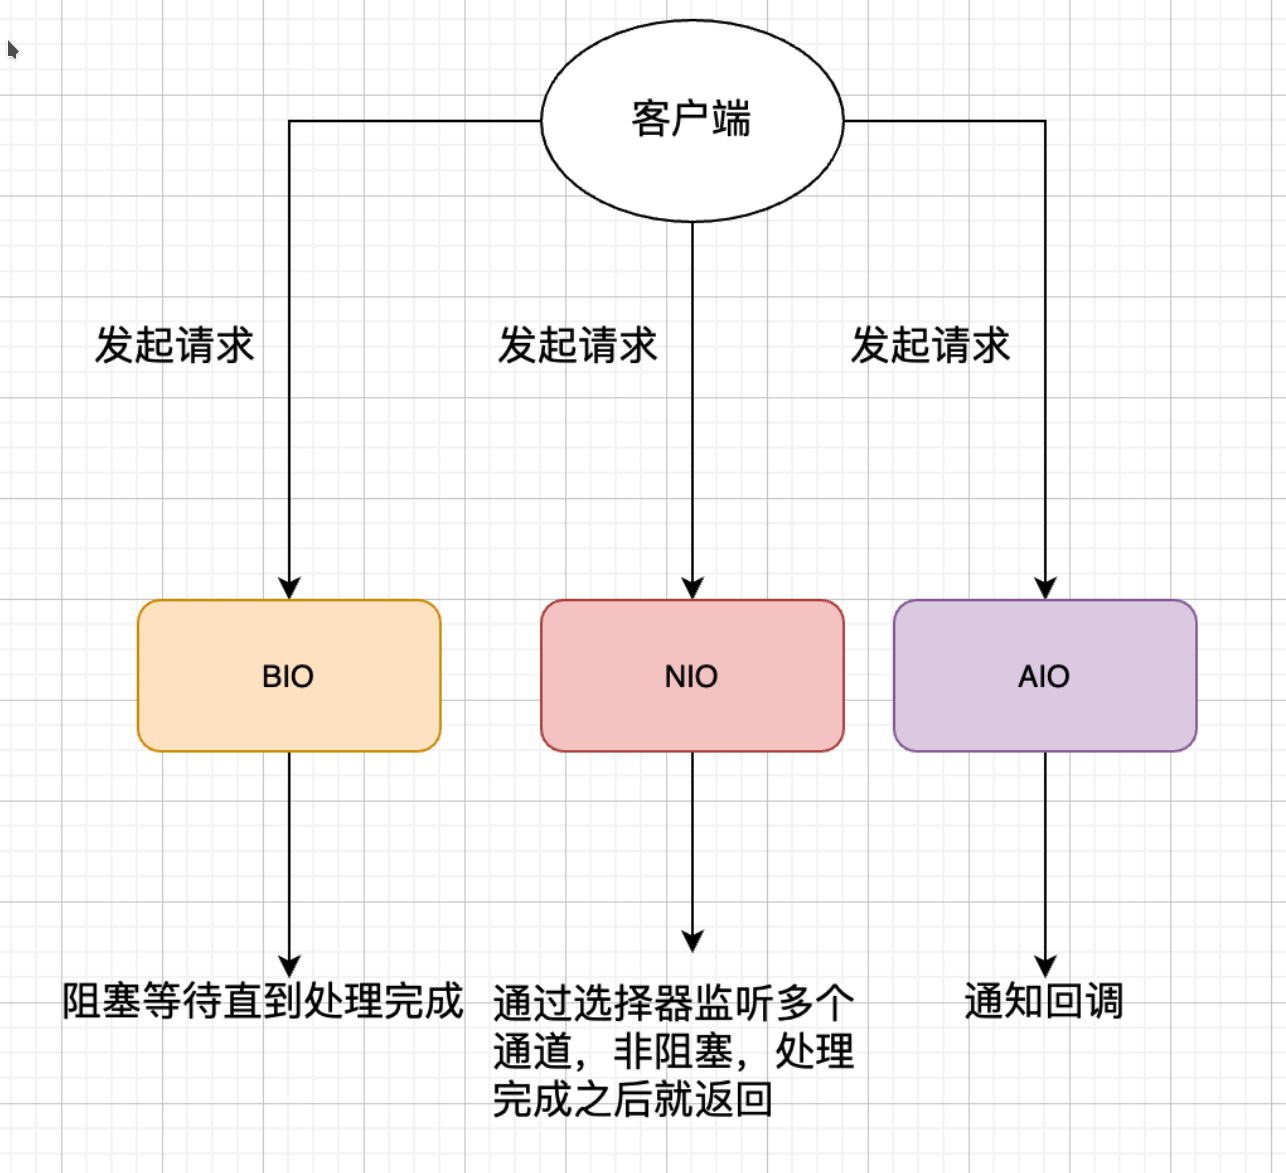 客户端
发起请求
发起请求
发起请求
BIO
NIO
AIO
阻塞等待直到处理完成
通过选择器监听多个
通道，非阻塞，处理
完成之后就返回
通知回调